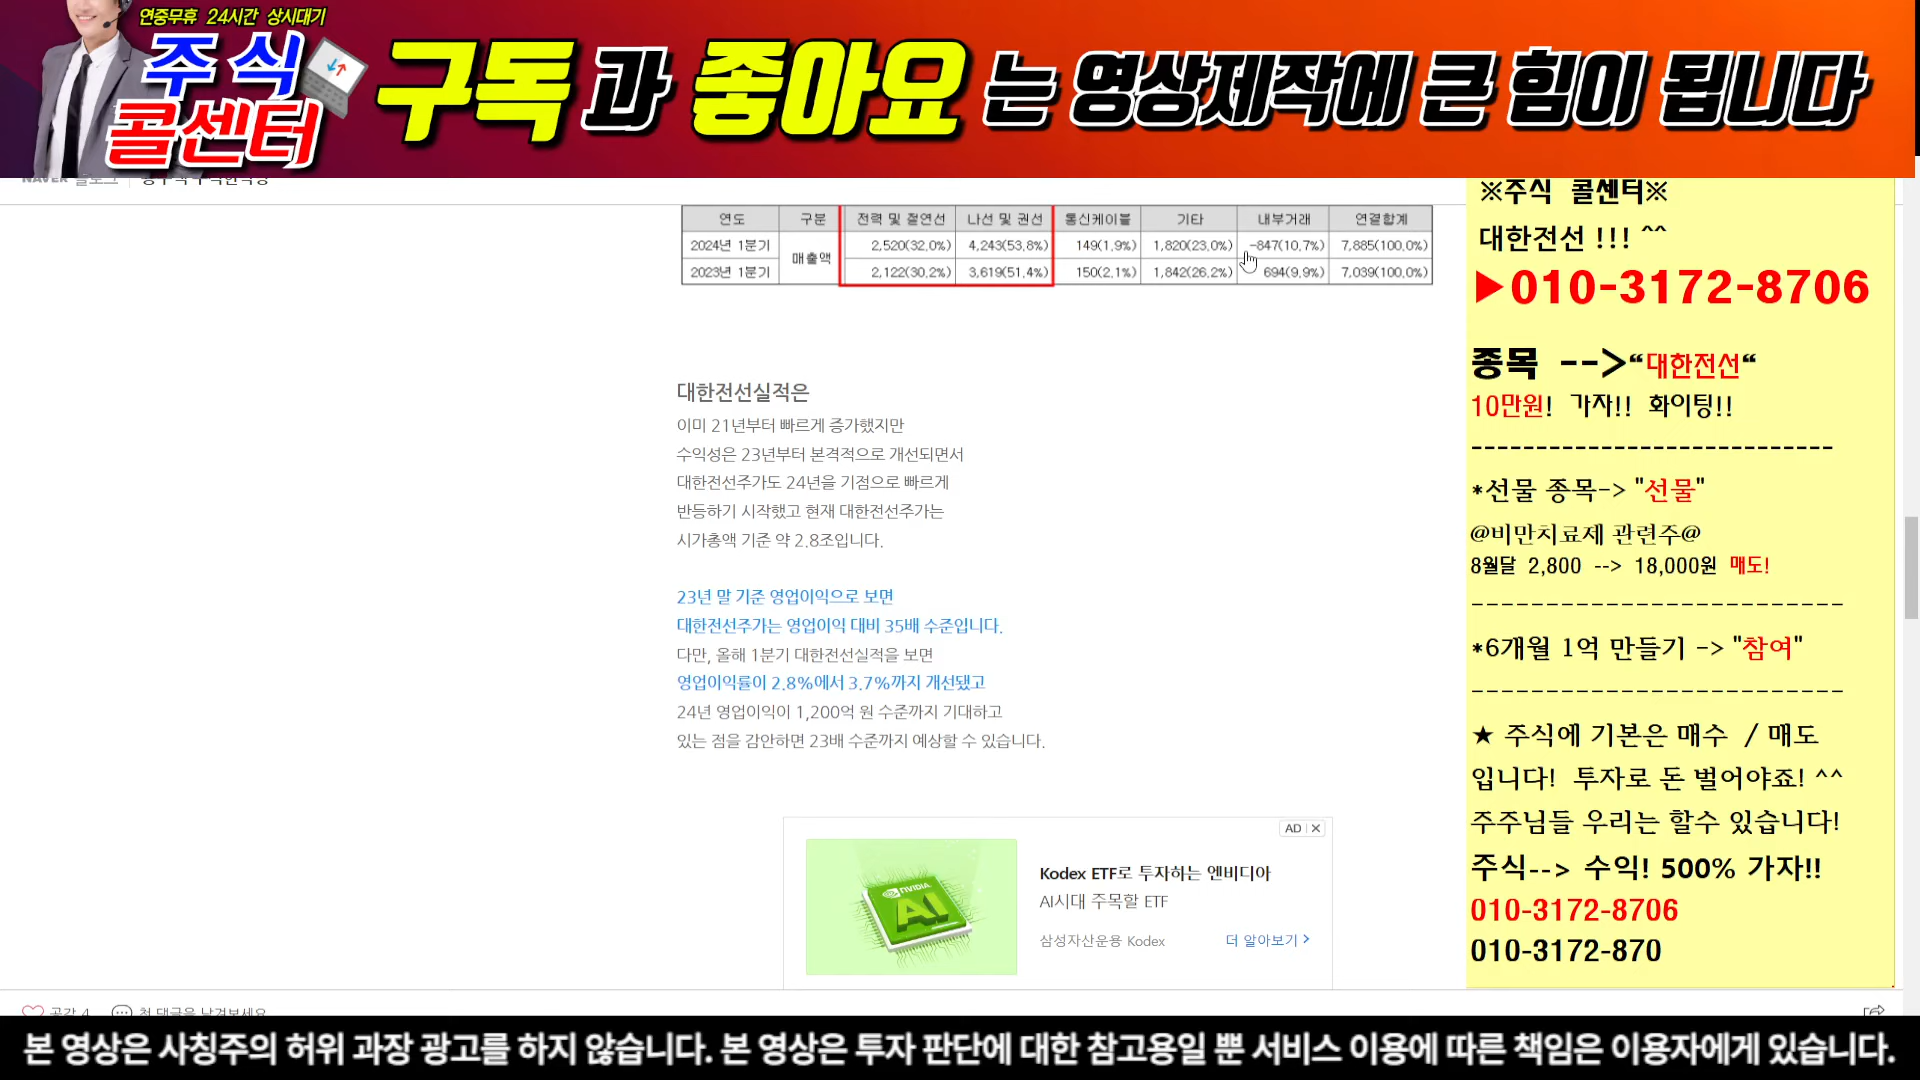 연중무휴 24시간 상시대기
주식
콜센터
구독과 좋아요는 영상제작에 큰 힘이 됩니다
NAVER 블로그
연도 구분 전력 및 절연선 나선 및 권선 통신케이블 기타 내부거래 연결합계
2024년 1분기 매출액 2,520(32.0%) 4,243(53.8%) 149(1.9%) 1,820(23.0%) -847(10.7%) 7,885(100.0%)
2023년 1분기 2,122(30.2%) 3,619(51.4%) 150(2.1%) 1,842(26.2%) 694(9.9%) 7,039(100.0%)
대한전선실적은
이미 21년부터 빠르게 증가했지만
수익성은 23년부터 본격적으로 개선되면서
대한전선주가도 24년을 기점으로 빠르게
반등하기 시작했고 현재 대한전선주가는
시가총액 기준 약 2.8조입니다.
23년 말 기준 영업이익으로 보면
대한전선주가는 영업이익 대비 35배 수준입니다.
다만, 올해 1분기 대한전선실적을 보면
영업이익률이 2.8%에서 3.7%까지 개선됐고
24년 영업이익이 1,200억 원 수준까지 기대하고
있는 점을 감안하면 23배 수준까지 예상할 수 있습니다.
AD
Kodex ETF로 투자하는 엔비디아
AI시대 주목할 ETF
삼성자산운용 Kodex 더 알아보기 >
NVIDIA
AI
공감 4 첫 댓글을 남겨보세요
※주식 콜센터※
대한전선 !!! ^^
▶010-3172-8706
종목 -->“대한전선“
10만원! 가자!! 화이팅!!
----------------------------
*선물 종목-> "선물"
@비만치료제 관련주@
8월달 2,800 --> 18,000원 매도!
--------------------------
*6개월 1억 만들기 -> "참여"
--------------------------
★ 주식에 기본은 매수 / 매도
입니다! 투자로 돈 벌어야죠! ^^
주주님들 우리는 할수 있습니다!
주식--> 수익! 500% 가자!!
010-3172-8706
010-3172-870
본 영상은 사칭주의 허위 과장 광고를 하지 않습니다. 본 영상은 투자 판단에 대한 참고용일 뿐 서비스 이용에 따른 책임은 이용자에게 있습니다.